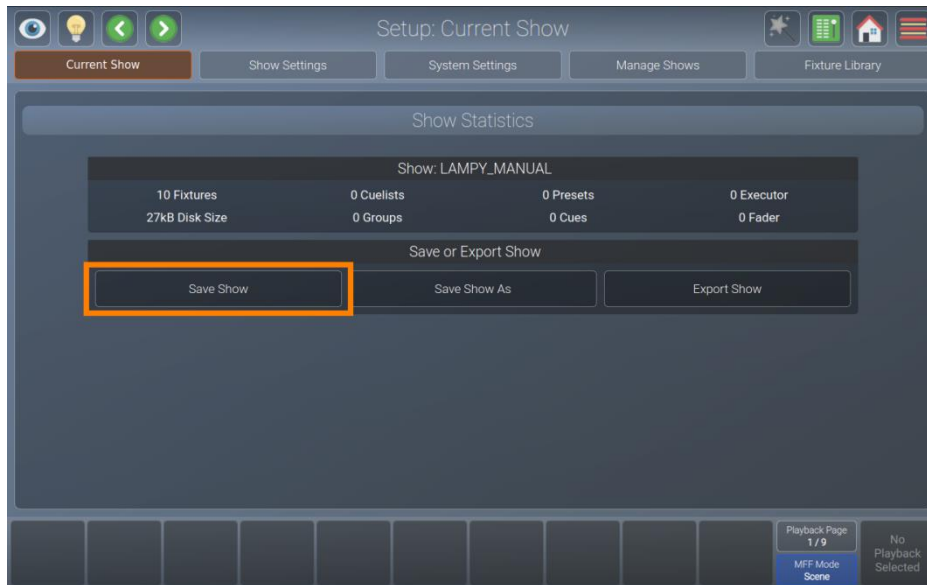 Setup: Current Show
Current Show Show Settings System Settings Manage Shows Fixture Library
Show Statistics
Show: LAMPY_MANUAL
10 Fixtures 0 Cuelists 0 Presets 0 Executor
27kB Disk Size 0 Groups 0 Cues 0 Fader
Save or Export Show
Save Show Save Show As Export Show
Playback Page
1 / 9
MFF Mode
Scene
No
Playback
Selected